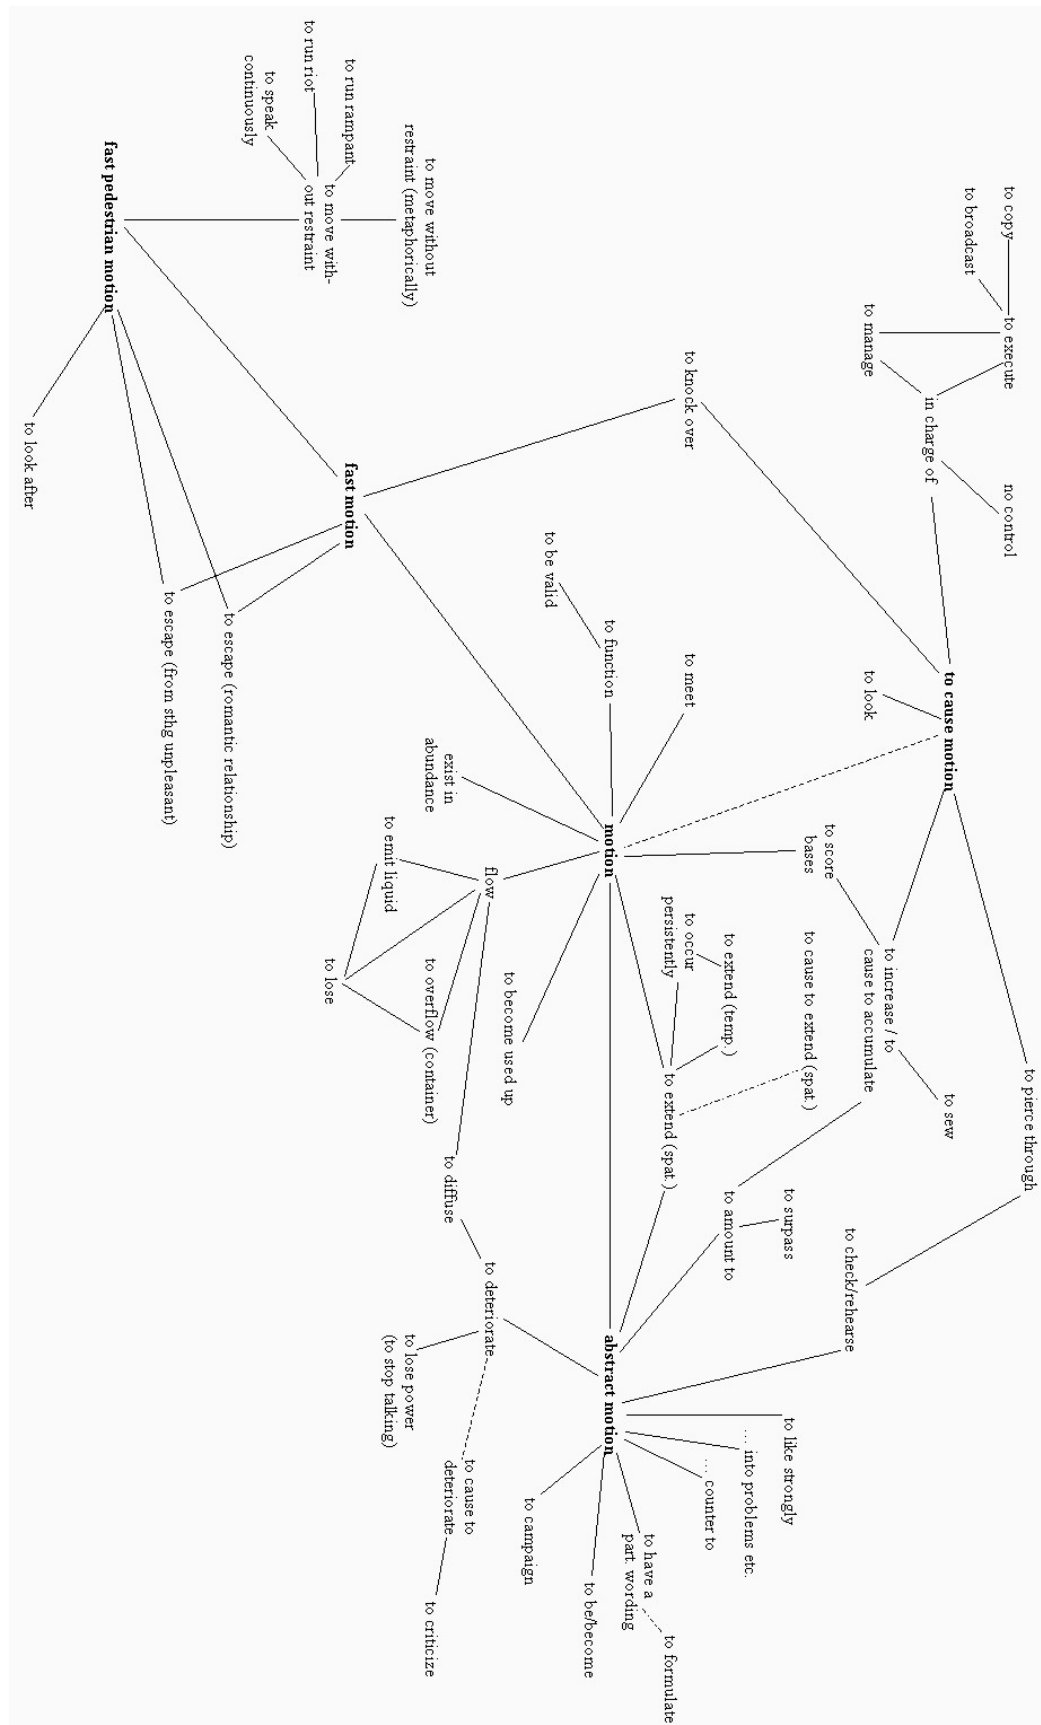 to pierce through
to copy
to execute
no control
to broadcast
to cause motion
to sew
in charge of
to increase / to
cause to accumulate
to manage
to look
to check/rehearse
to score
bases
to cause to extend (spat.)
to surpass
to like strongly
to extend (temp.)
to amount to
... into problems etc.
to knock over
to meet
to occur
persistently
... counter to
to extend (spat.)
to have a
part. wording
to formulate
to function
motion
abstract motion
to be/become
to be valid
to become used up
to campaign
flow
to deteriorate
exist in
abundance
to diffuse
to cause to
deteriorate
to move without
restraint (metaphorically)
to overflow (container)
to criticize
to emit liquid
to lose power
(to stop talking)
to run rampant
fast motion
to move with-
out restraint
to lose
to run riot
to speak
continuously
to escape (romantic relationship)
to escape (from sthg unpleasant)
fast pedestrian motion
to look after